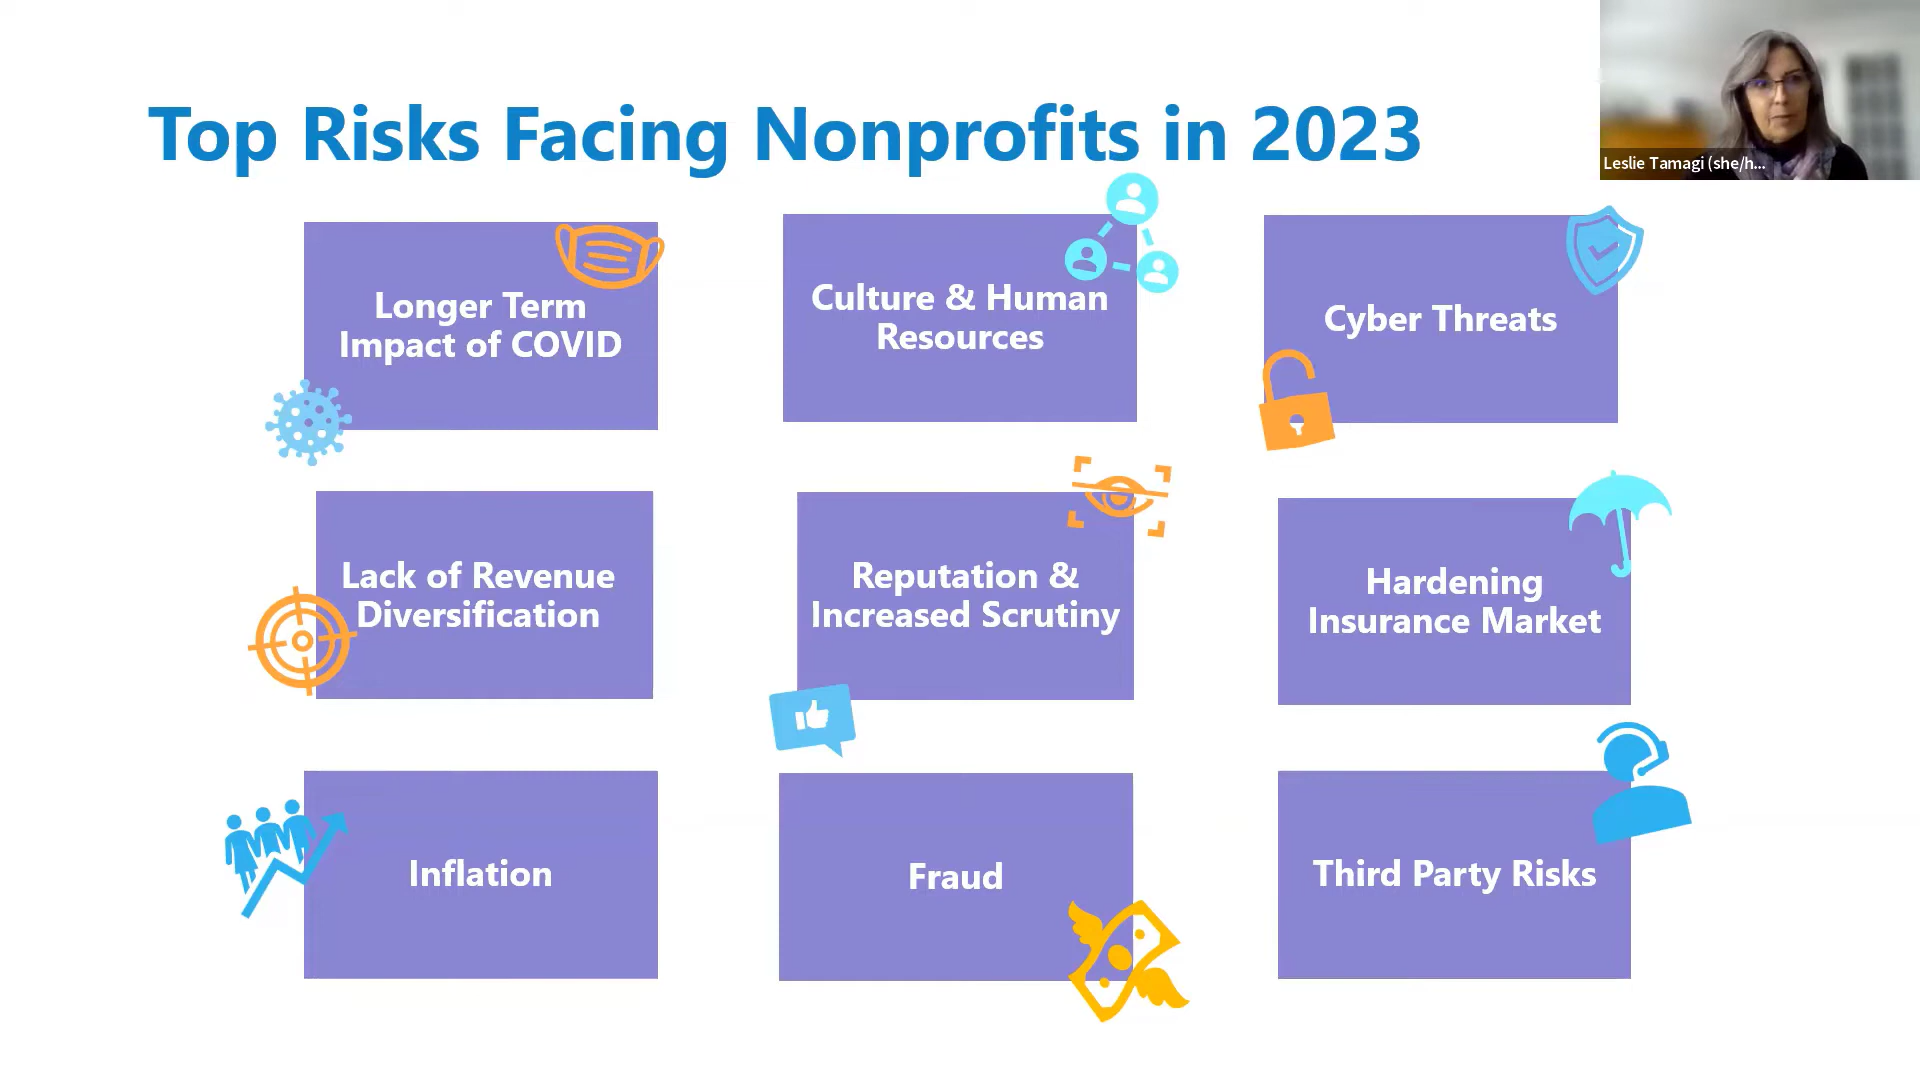 Top Risks Facing Nonprofits in 2023
Leslie Tamagi (she/h...
Longer Term
Impact of COVID
Culture & Human
Resources
Cyber Threats
Lack of Revenue
Diversification
Reputation &
Increased Scrutiny
Hardening
Insurance Market
Inflation
Fraud
Third Party Risks